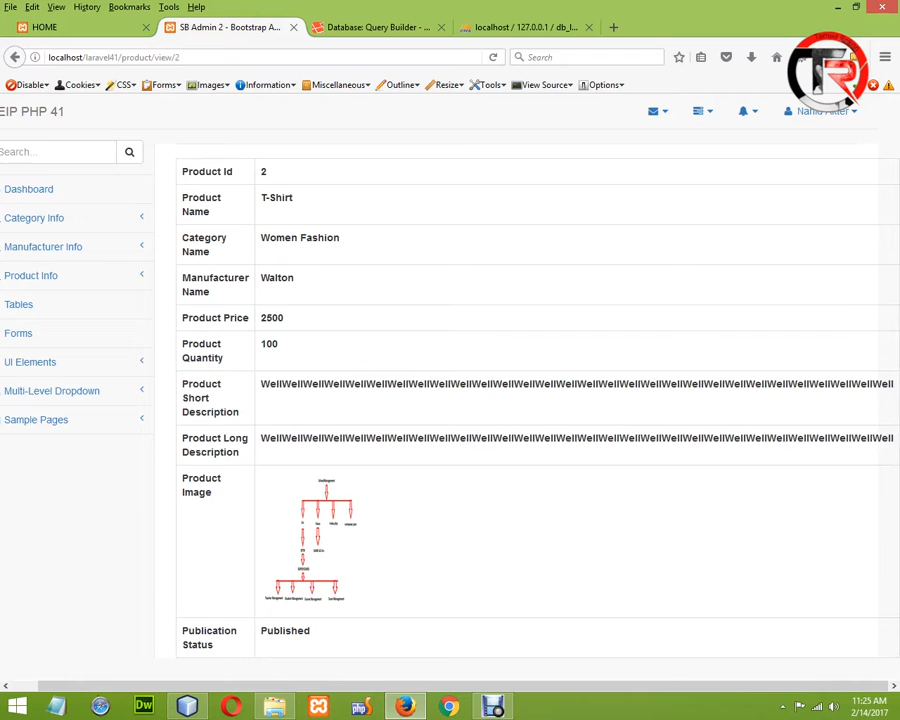 File Edit View History Bookmarks Tools Help
HOME
SB Admin 2 - Bootstrap A...
Database: Query Builder - ...
localhost / 127.0.0.1 / db_l...
localhost/laravel41/product/view/2
Search
Disable Cookies CSS Forms Images Information Miscellaneous Outline Resize Tools View Source Options
EIP PHP 41
Search...
Dashboard
Category Info
Manufacturer Info
Product Info
Tables
Forms
UI Elements
Multi-Level Dropdown
Sample Pages
Product Id 2
Product Name T-Shirt
Category Name Women Fashion
Manufacturer Name Walton
Product Price 2500
Product Quantity 100
Product Short Description WellWellWellWellWellWellWellWellWellWellWellWellWellWellWellWellWellWellWellWellWellWellWellWellWellWellWellWellWellWell
Product Long Description WellWellWellWellWellWellWellWellWellWellWellWellWellWellWellWellWellWellWellWellWellWellWellWellWellWellWellWellWellWell
Product Image
Publication Status Published
Dw
php
11:25 AM
2/14/2017